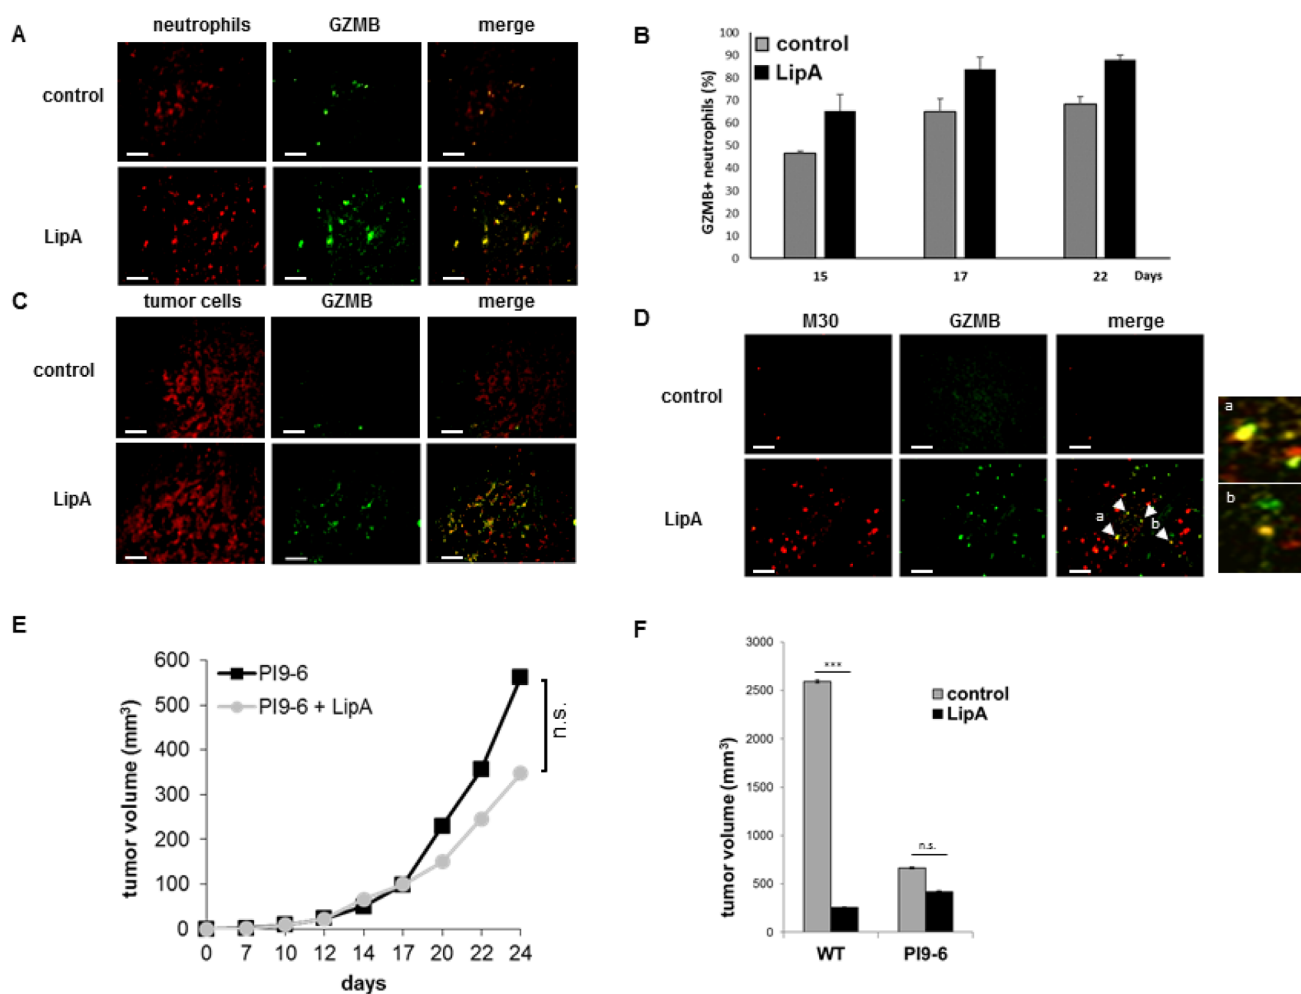 A
neutrophils GZMB merge
control
LipA
B
100
90
80
70
60
50
40
30
20
10
0
GZMB+ neutrophils (%)
control
LipA
15 17 22 Days
C
tumor cells GZMB merge
control
LipA
D
M30 GZMB merge
control
LipA
a
b
a
b
E
600
500
400
300
200
100
0
tumor volume (mm³)
PI9-6
PI9-6 + LipA
n.s.
0 7 10 12 14 17 20 22 24
days
F
3000
2500
2000
1500
1000
500
0
tumor volume (mm³)
***
n.s.
control
LipA
WT PI9-6